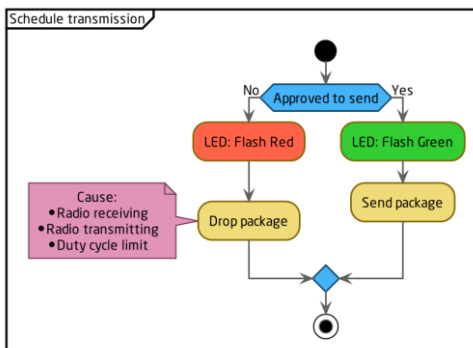 Schedule transmission
No
Approved to send
Yes
LED: Flash Red
LED: Flash Green
Cause:
•Radio receiving
•Radio transmitting
•Duty cycle limit
Drop package
Send package